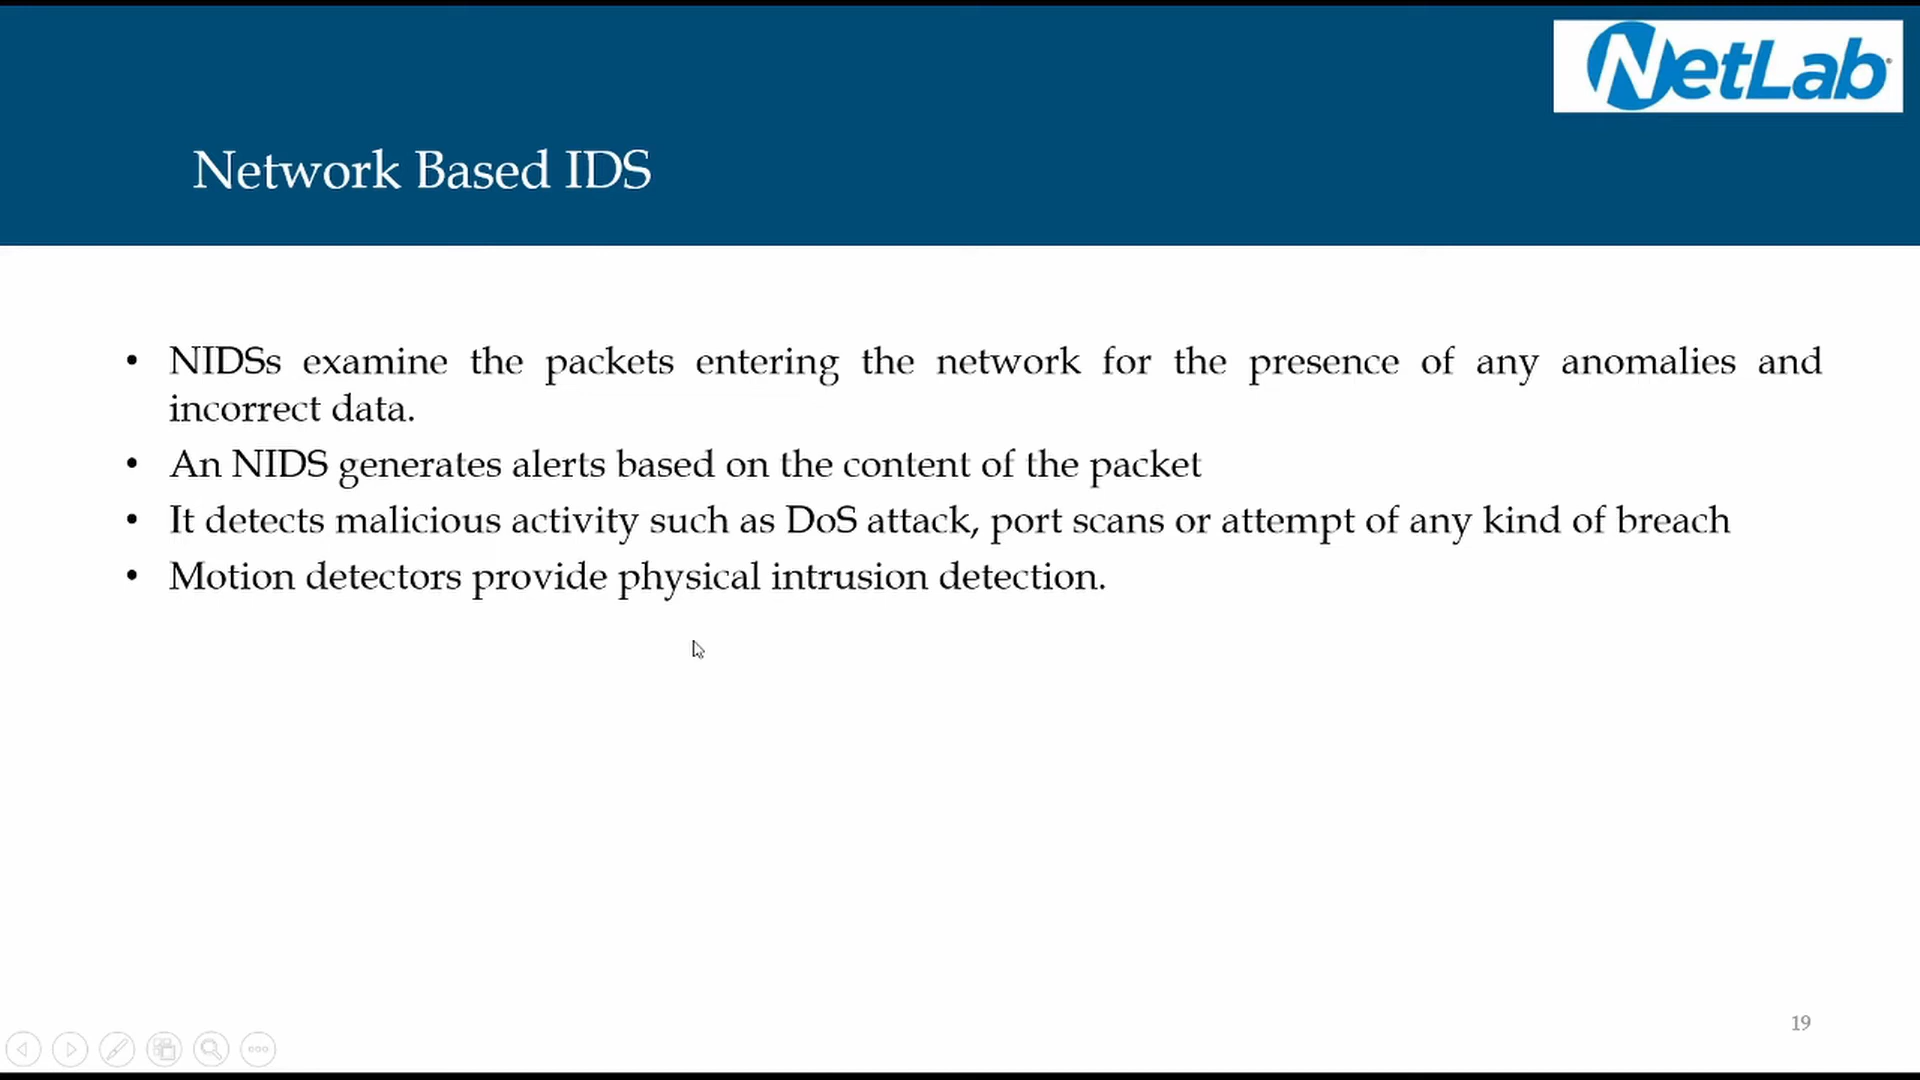 NetLab
Network Based IDS
• NIDSs examine the packets entering the network for the presence of any anomalies and
incorrect data.
• An NIDS generates alerts based on the content of the packet
• It detects malicious activity such as DoS attack, port scans or attempt of any kind of breach
• Motion detectors provide physical intrusion detection.
19